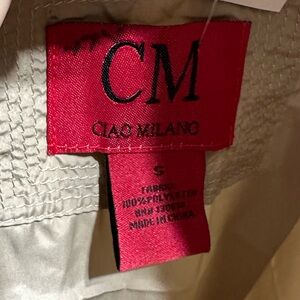 CM
CIAO MILANO
S
FABRIC:
100% POLYESTER
MADE IN CHINA